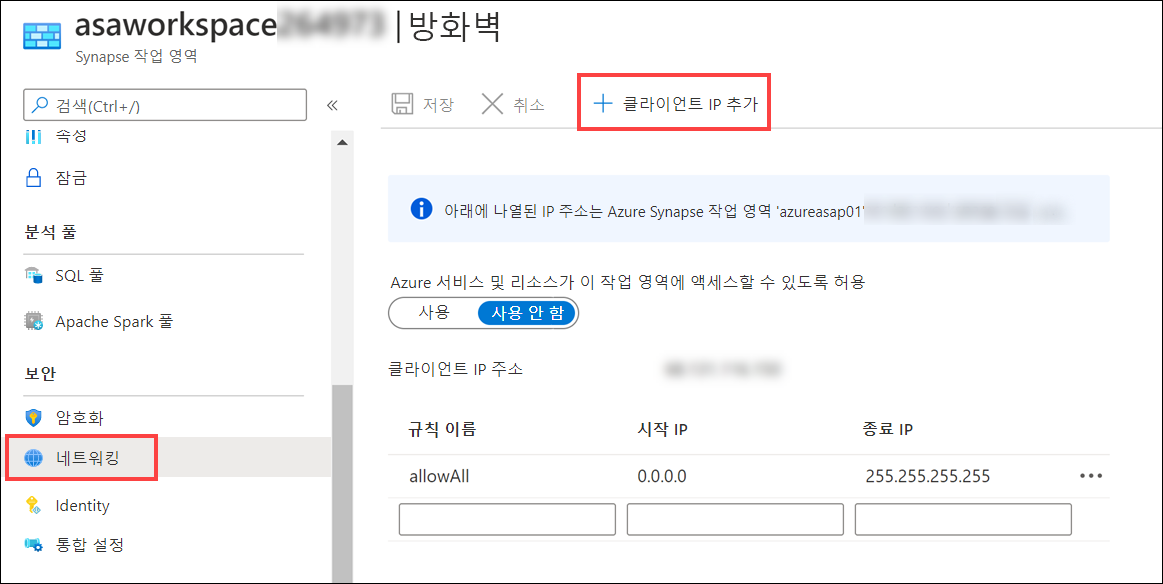 asaworkspace | 방화벽
Synapse 작업 영역
검색(Ctrl+/)
«
속성
잠금
분석 풀
SQL 풀
Apache Spark 풀
보안
암호화
네트워킹
Identity
통합 설정
저장 취소 + 클라이언트 IP 추가
아래에 나열된 IP 주소는 Azure Synapse 작업 영역 'azureasap01'
Azure 서비스 및 리소스가 이 작업 영역에 액세스할 수 있도록 허용
사용 사용 안 함
클라이언트 IP 주소
규칙 이름 시작 IP 종료 IP
allowAll 0.0.0.0 255.255.255.255 ···